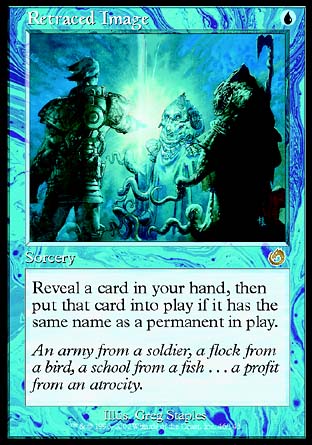 Retraced Image
Sorcery
Reveal a card in your hand, then
put that card into play if it has the
same name as a permanent in play.
An army from a soldier, a flock from
a bird, a school from a fish . . . a profit
from an atrocity.
Illus. Greg Staples